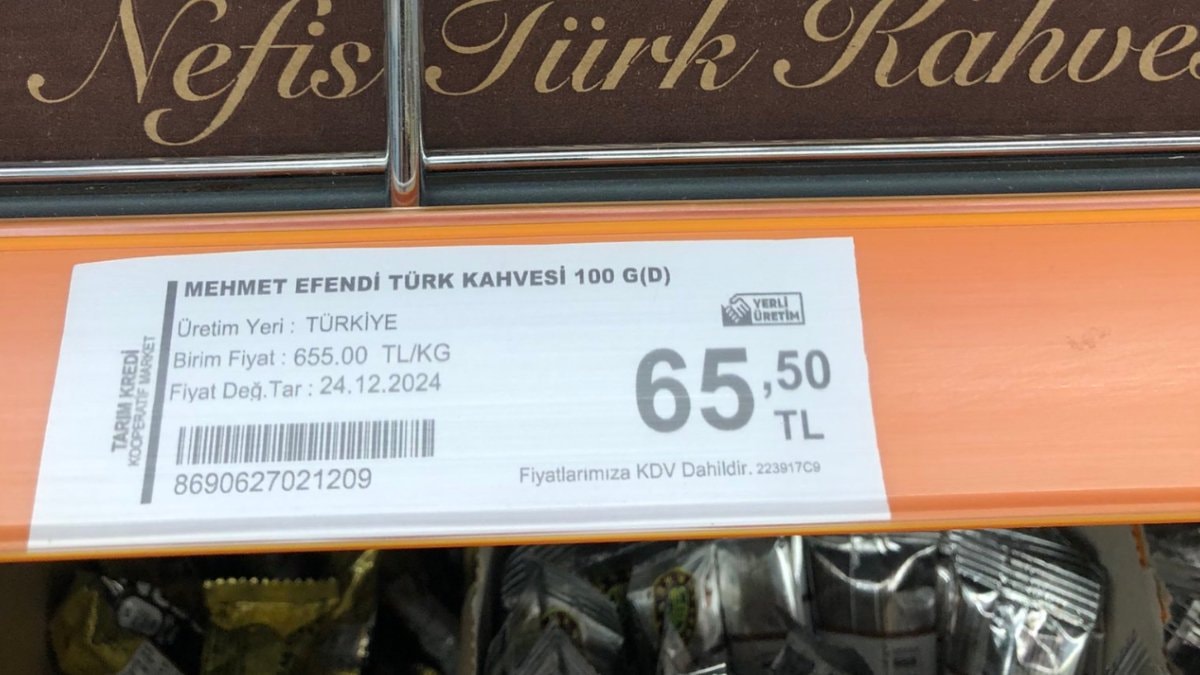 Nefis Türk Kahves
MEHMET EFENDİ TÜRK KAHVESİ 100 G(D)
Üretim Yeri : TÜRKİYE
Birim Fiyat : 655.00 TL/KG
Fiyat Değ.Tar : 24.12.2024
TARIM KREDİ
KOOPERATİF MARKET
8690627021209
YERLİ
ÜRETİM
65,50
TL
Fiyatlarımıza KDV Dahildir. 223917C9